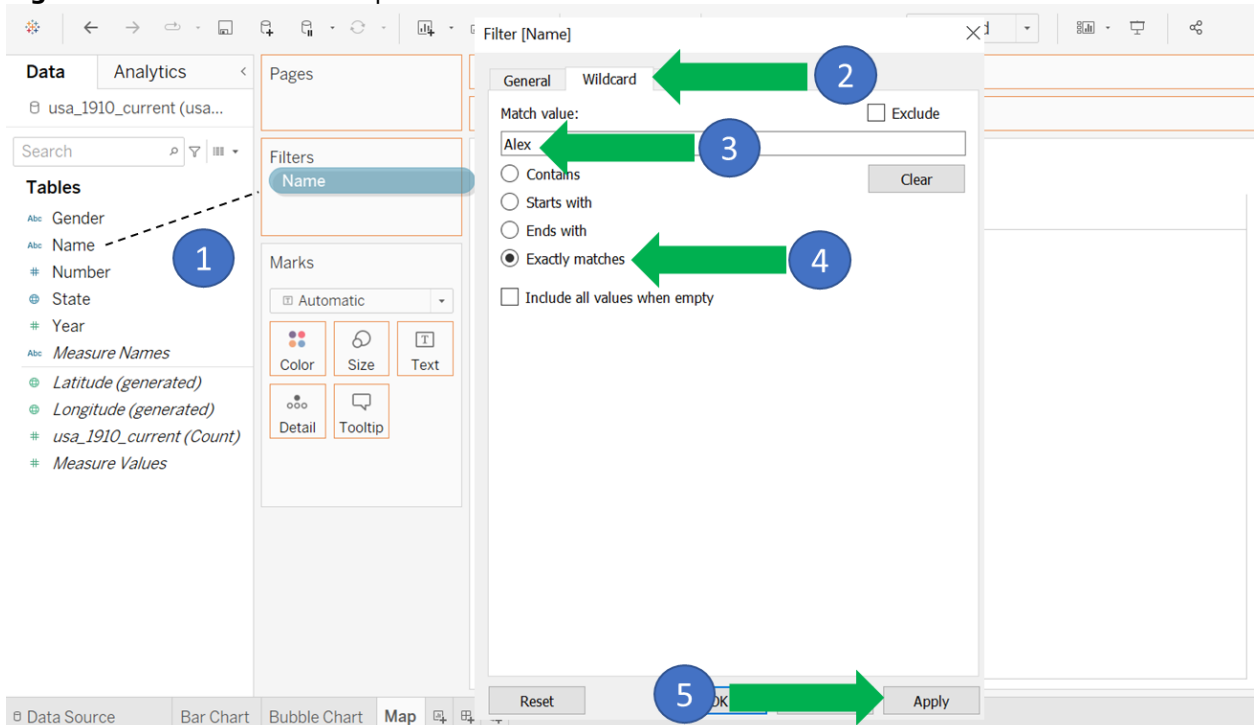 Filter [Name]
Data
Analytics
Pages
usa_1910_current (usa...
Search
Tables
Abc Gender
Abc Name
# Number
State
# Year
Abc Measure Names
Latitude (generated)
Longitude (generated)
# usa_1910_current (Count)
# Measure Values
1
Filters
Name
Marks
Automatic
Color
Size
Text
Detail
Tooltip
General
Wildcard
2
Match value:
Exclude
Alex
3
Contains
Clear
Starts with
Ends with
Exactly matches
4
Include all values when empty
Reset
5
Apply
Data Source
Bar Chart
Bubble Chart
Map